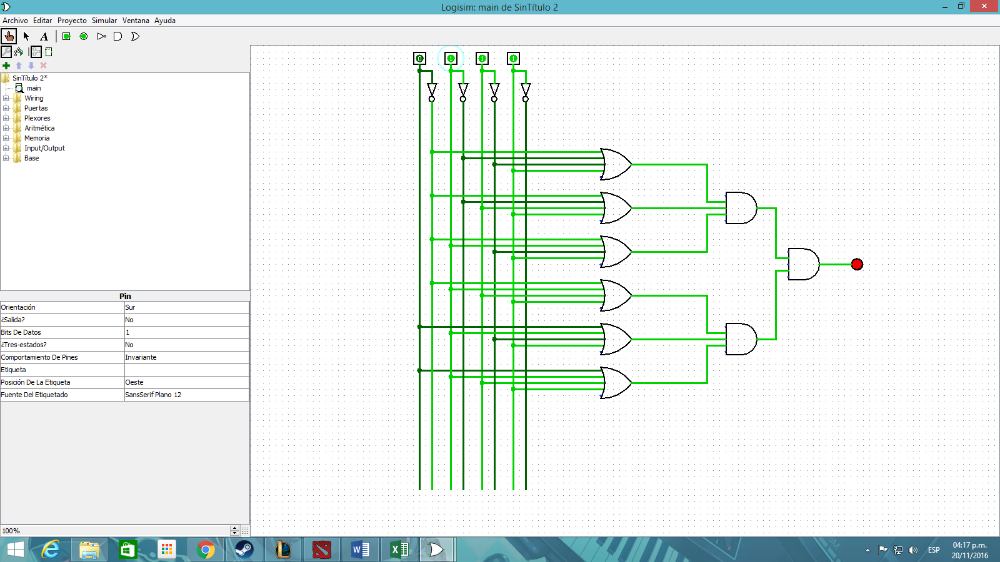 Logisim: main de SinTítulo 2
Archivo Editar Proyecto Simular Ventana Ayuda
A
SinTítulo 2*
main
Wiring
Puertas
Plexores
Aritmética
Memoria
Input/Output
Base
0 1 1 1
Pin
Orientación Sur
¿Salida? No
Bits De Datos 1
¿Tres-estados? No
Comportamiento De Pines Invariante
Etiqueta
Posición De La Etiqueta Oeste
Fuente Del Etiquetado SansSerif Plano 12
100%
ESP
04:17 p.m.
20/11/2016